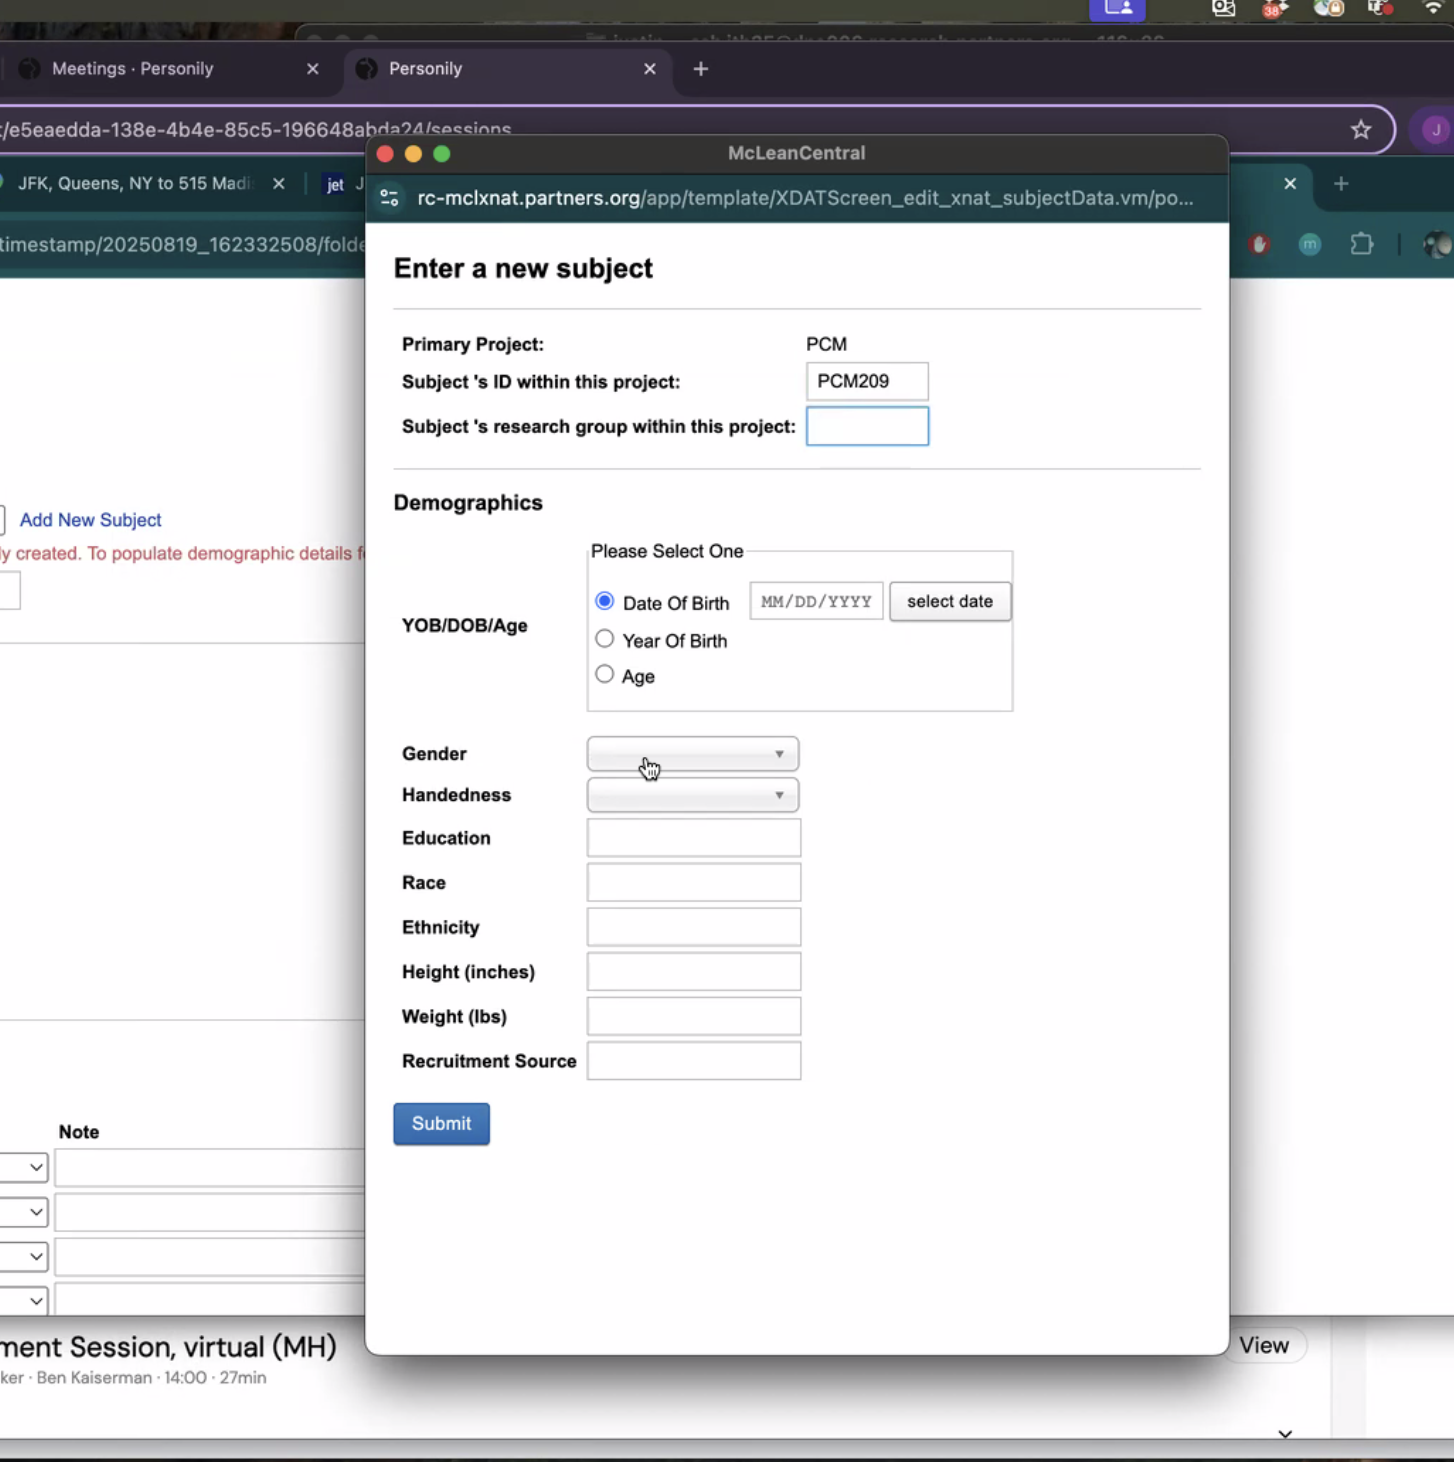 38
Meetings · Personily
Personily
/e5eaedda-138e-4b4e-85c5-196648abda24/sessions
J
McLeanCentral
JFK, Queens, NY to 515 Madi
jet
rc-mclxnat.partners.org/app/template/XDATScreen_edit_xnat_subjectData.vm/po...
timestamp/20250819_162332508/folde
m
Enter a new subject
Primary Project: PCM
Subject 's ID within this project: PCM209
Subject 's research group within this project:
Demographics
Add New Subject
y created. To populate demographic details f
Please Select One
YOB/DOB/Age
Date Of Birth MM/DD/YYYY select date
Year Of Birth
Age
Gender
Handedness
Education
Race
Ethnicity
Height (inches)
Weight (lbs)
Recruitment Source
Submit
Note
ment Session, virtual (MH)
ker · Ben Kaiserman · 14:00 · 27min
View